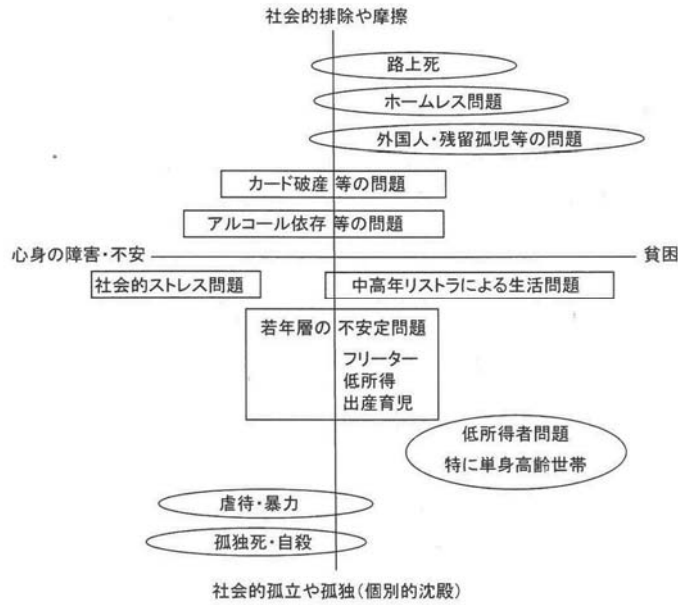 社会的排除や摩擦
路上死
ホームレス問題
外国人・残留孤児等の問題
カード破産 等の問題
アルコール依存 等の問題
心身の障害・不安
貧困
社会的ストレス問題
中高年リストラによる生活問題
若年層の 不安定問題
フリーター
低所得
出産育児
低所得者問題
特に単身高齢世帯
虐待・暴力
孤独死・自殺
社会的孤立や孤独(個別的沈殿)